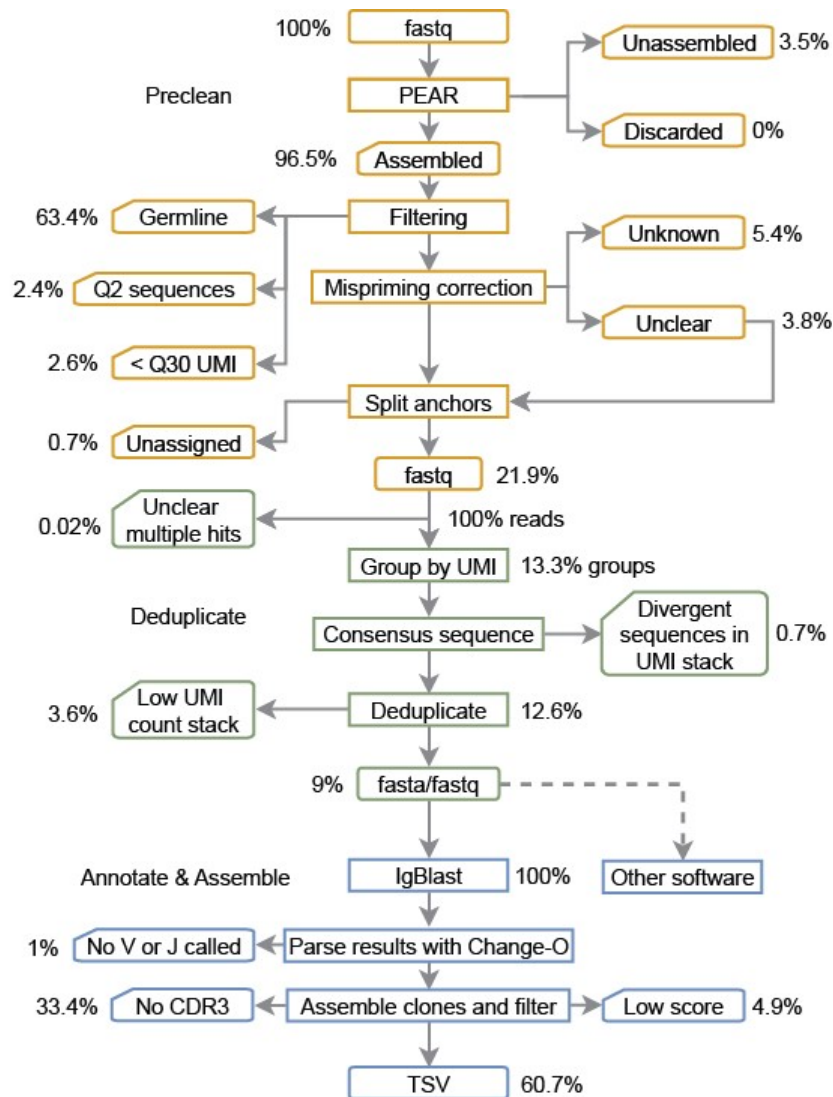 100%
fastq
Unassembled
3.5%
Preclean
PEAR
Discarded
0%
96.5%
Assembled
63.4%
Germline
Filtering
Unknown
5.4%
2.4%
Q2 sequences
Mispriming correction
Unclear
3.8%
2.6%
< Q30 UMI
Split anchors
0.7%
Unassigned
fastq
21.9%
0.02%
Unclear
multiple hits
100% reads
Group by UMI
13.3% groups
Deduplicate
Consensus sequence
Divergent
sequences in
UMI stack
0.7%
3.6%
Low UMI
count stack
Deduplicate
12.6%
9%
fasta/fastq
Annotate & Assemble
IgBlast
100%
Other software
1%
No V or J called
Parse results with Change-O
33.4%
No CDR3
Assemble clones and filter
Low score
4.9%
TSV
60.7%